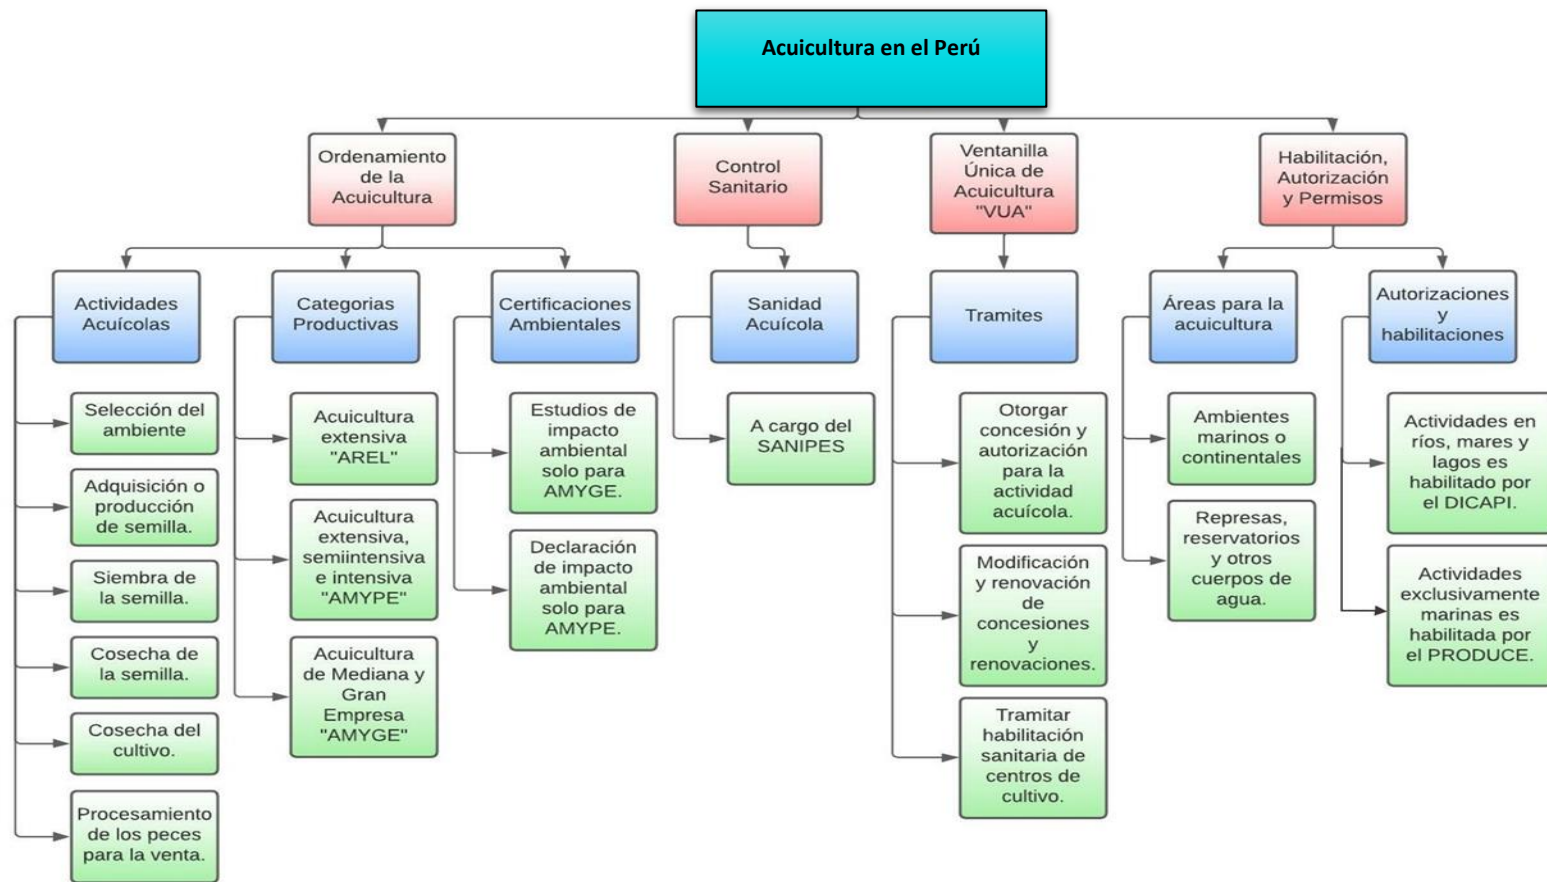 Acuicultura en el Perú
Ordenamiento
de la
Acuicultura
Control
Sanitario
Ventanilla
Única de
Acuicultura
"VUA"
Habilitación,
Autorización
y Permisos
Actividades
Acuícolas
Categorias
Productivas
Certificaciones
Ambientales
Sanidad
Acuícola
Tramites
Áreas para la
acuicultura
Autorizaciones
y
habilitaciones
Selección del
ambiente
Adquisición o
producción
de semilla.
Siembra de
la semilla.
Cosecha de
la semilla.
Cosecha del
cultivo.
Procesamiento
de los peces
para la venta.
Acuicultura
extensiva
"AREL"
Acuicultura
extensiva,
semiintensiva
e intensiva
"AMYPE"
Acuicultura
de Mediana y
Gran
Empresa
"AMYGE"
Estudios de
impacto
ambiental
solo para
AMYGE.
Declaración
de impacto
ambiental
solo para
AMYPE.
A cargo del
SANIPES
Otorgar
concesión y
autorización
para la
actividad
acuícola.
Modificación
y renovación
de
concesiones
y
renovaciones.
Tramitar
habilitación
sanitaria de
centros de
cultivo.
Ambientes
marinos o
continentales
Represas,
reservatorios
y otros
cuerpos de
agua.
Actividades en
ríos, mares y
lagos es
habilitado por
el DICAPI.
Actividades
exclusivamente
marinas es
habilitada por
el PRODUCE.